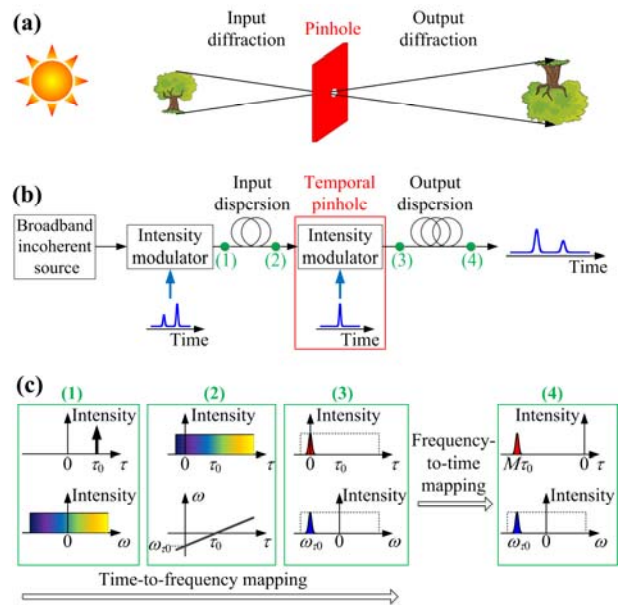 (a)
Input
diffraction
Pinhole
Output
diffraction
(b)
Broadband
incoherent
source
Intensity
modulator
Input
dispersion
Temporal
pinhole
Intensity
modulator
Output
dispersion
(1)
(2)
(3)
(4)
Time
Time
Time
(c)
(1)
(2)
(3)
(4)
Intensity
0
τ₀
τ
Intensity
0
ω
Intensity
0
τ₀
τ
ω
ωτ₀
τ₀
τ
Intensity
0
τ₀
τ
Intensity
ωτ₀
0
ω
Frequency-
to-time
mapping
Intensity
Mτ₀
0
τ
Intensity
ωτ₀
0
ω
Time-to-frequency mapping